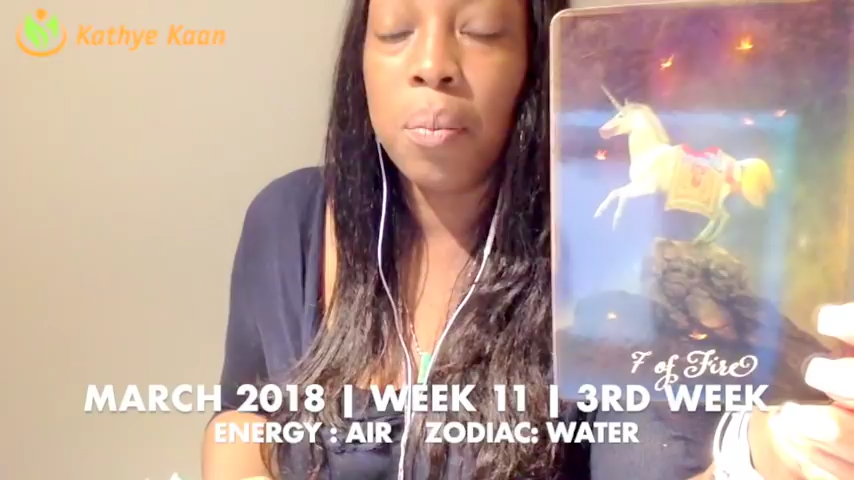 Kathye Kaan
7 of Fire
MARCH 2018 | WEEK 11 | 3RD WEEK
ENERGY : AIR / ZODIAC: WATER